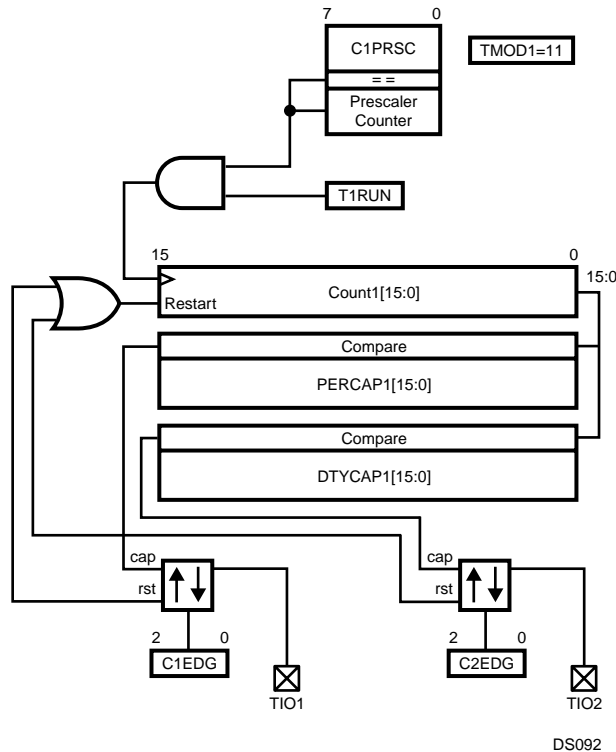 7 0
C1PRSC
TMOD1=11
= =
Prescaler
Counter
T1RUN
15 0
15:0
Count1[15:0]
Restart
Compare
PERCAP1[15:0]
Compare
DTYCAP1[15:0]
cap
cap
rst
rst
2 0
2 0
C1EDG
C2EDG
TIO1
TIO2
DS092